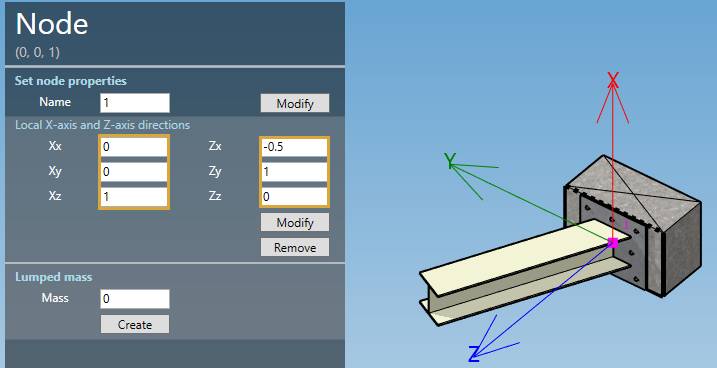 Node
(0, 0, 1)
Set node properties
Name 1 Modify
Local X-axis and Z-axis directions
Xx 0 Zx -0.5
Xy 0 Zy 1
Xz 1 Zz 0
Modify
Remove
Lumped mass
Mass 0
Create
X
Y
1
Z